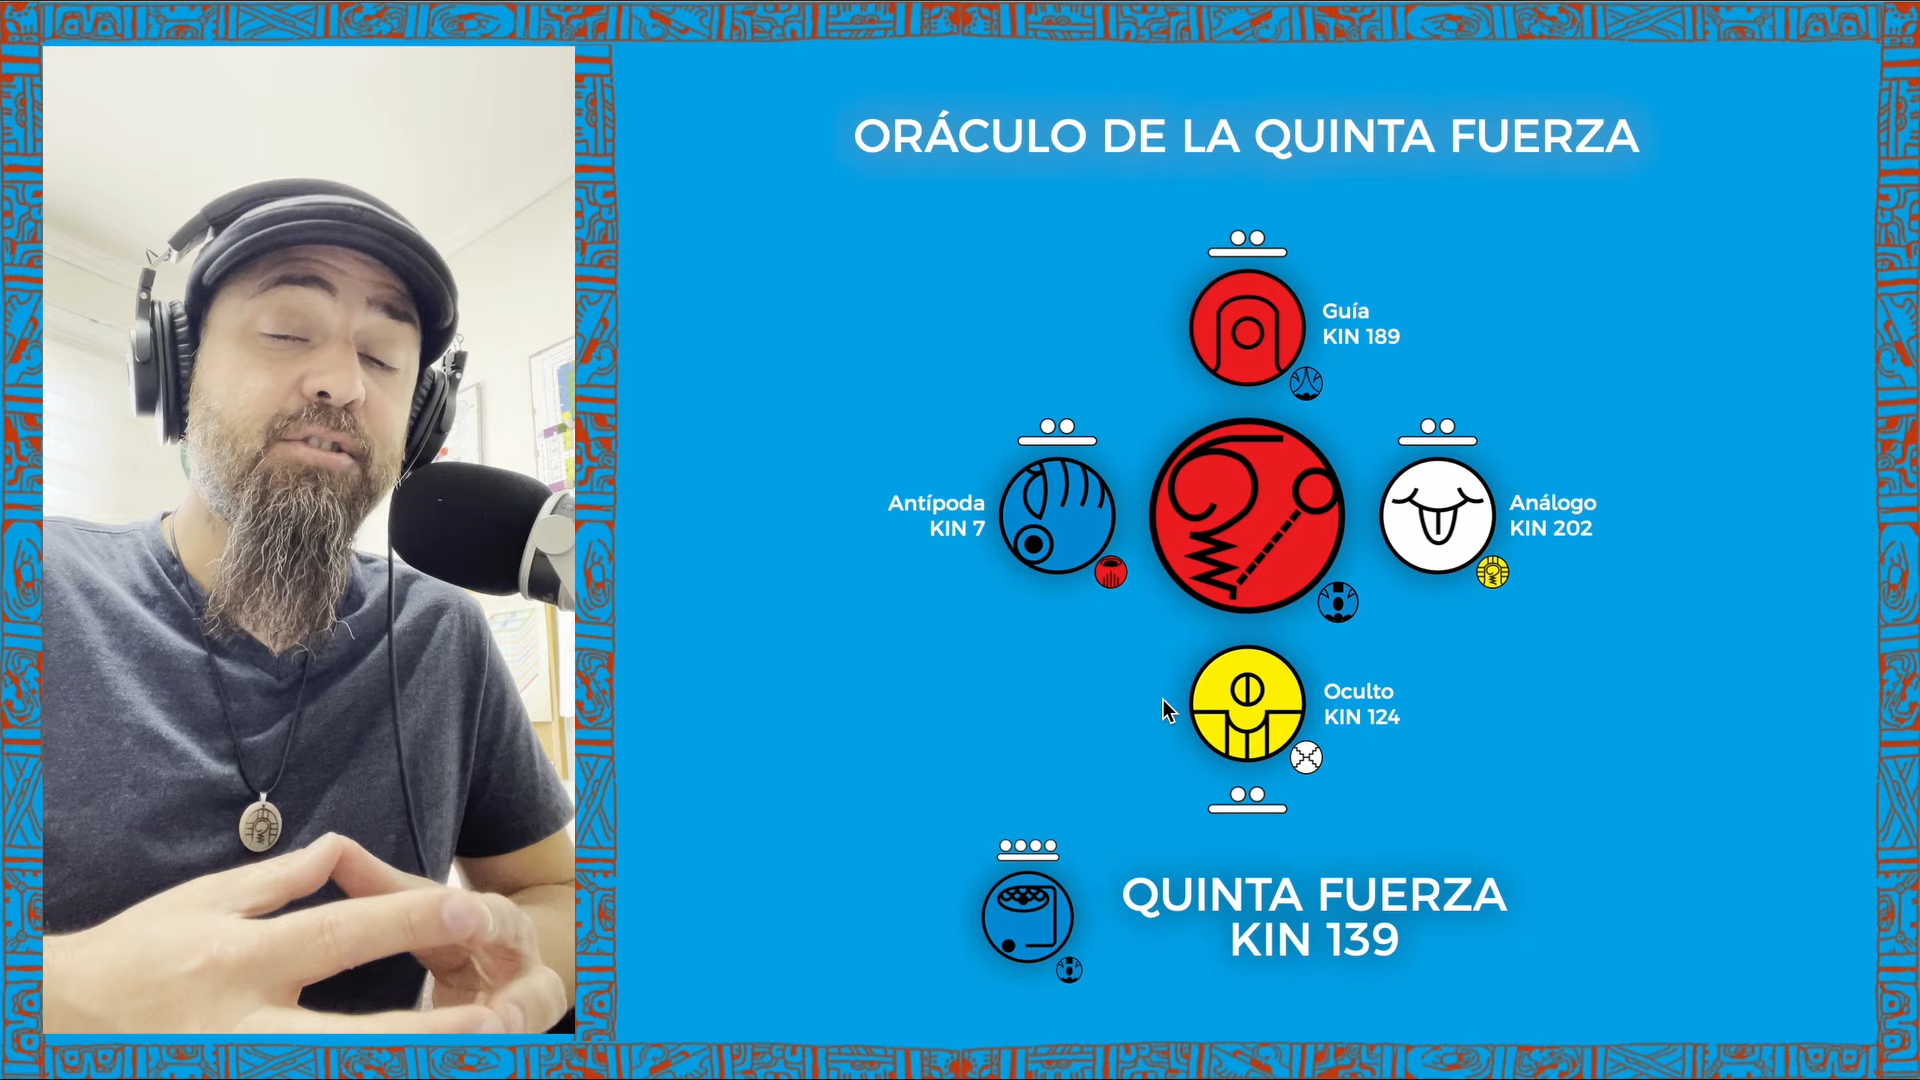 ORÁCULO DE LA QUINTA FUERZA
Guía
KIN 189
Antípoda
KIN 7
Análogo
KIN 202
Oculto
KIN 124
QUINTA FUERZA
KIN 139